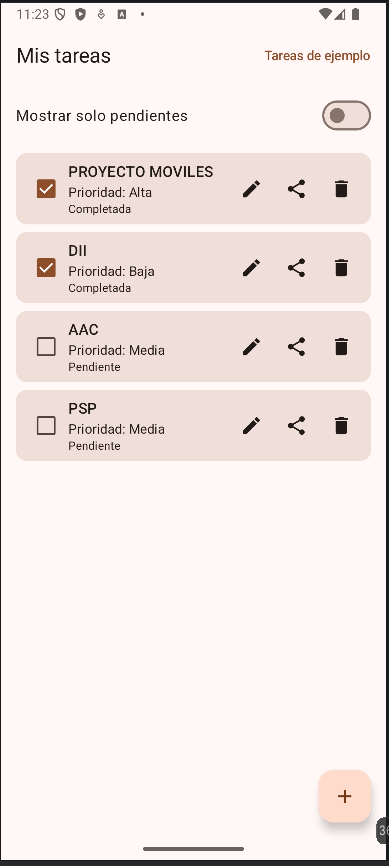 11:23
Mis tareas
Tareas de ejemplo
Mostrar solo pendientes
PROYECTO MOVILES
Prioridad: Alta
Completada
DII
Prioridad: Baja
Completada
AAC
Prioridad: Media
Pendiente
PSP
Prioridad: Media
Pendiente